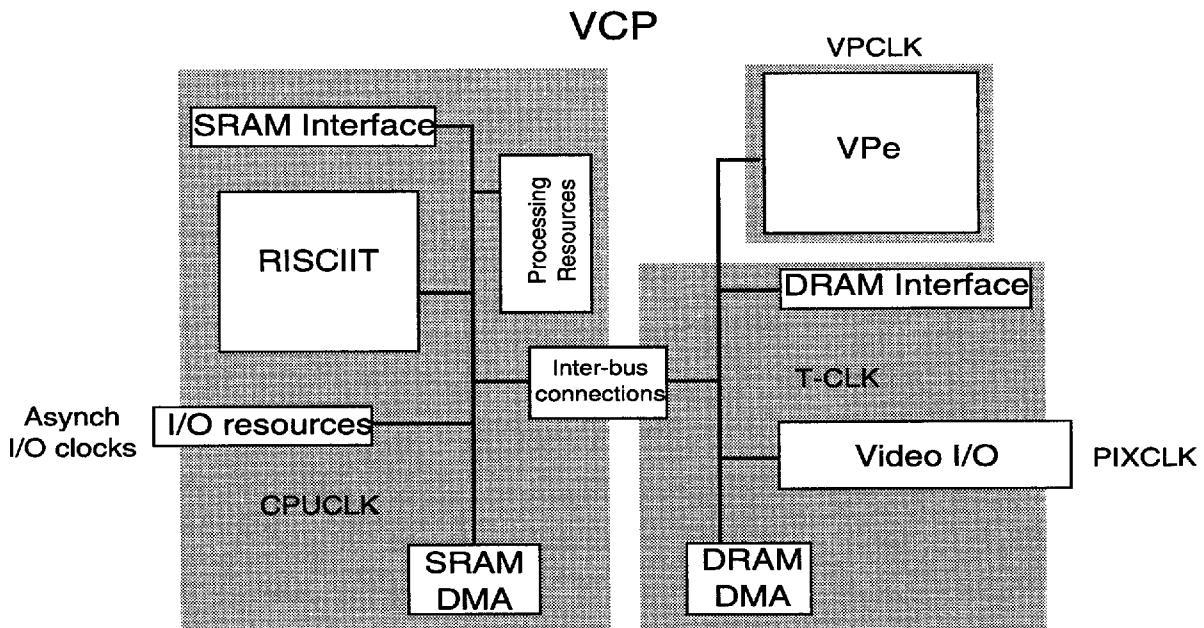 VCP
VPCLK
SRAM Interface
VPe
Processing
Resources
RISCIIT
DRAM Interface
Inter-bus
connections
T-CLK
Asynch
I/O clocks
I/O resources
Video I/O
PIXCLK
CPUCLK
SRAM
DMA
DRAM
DMA